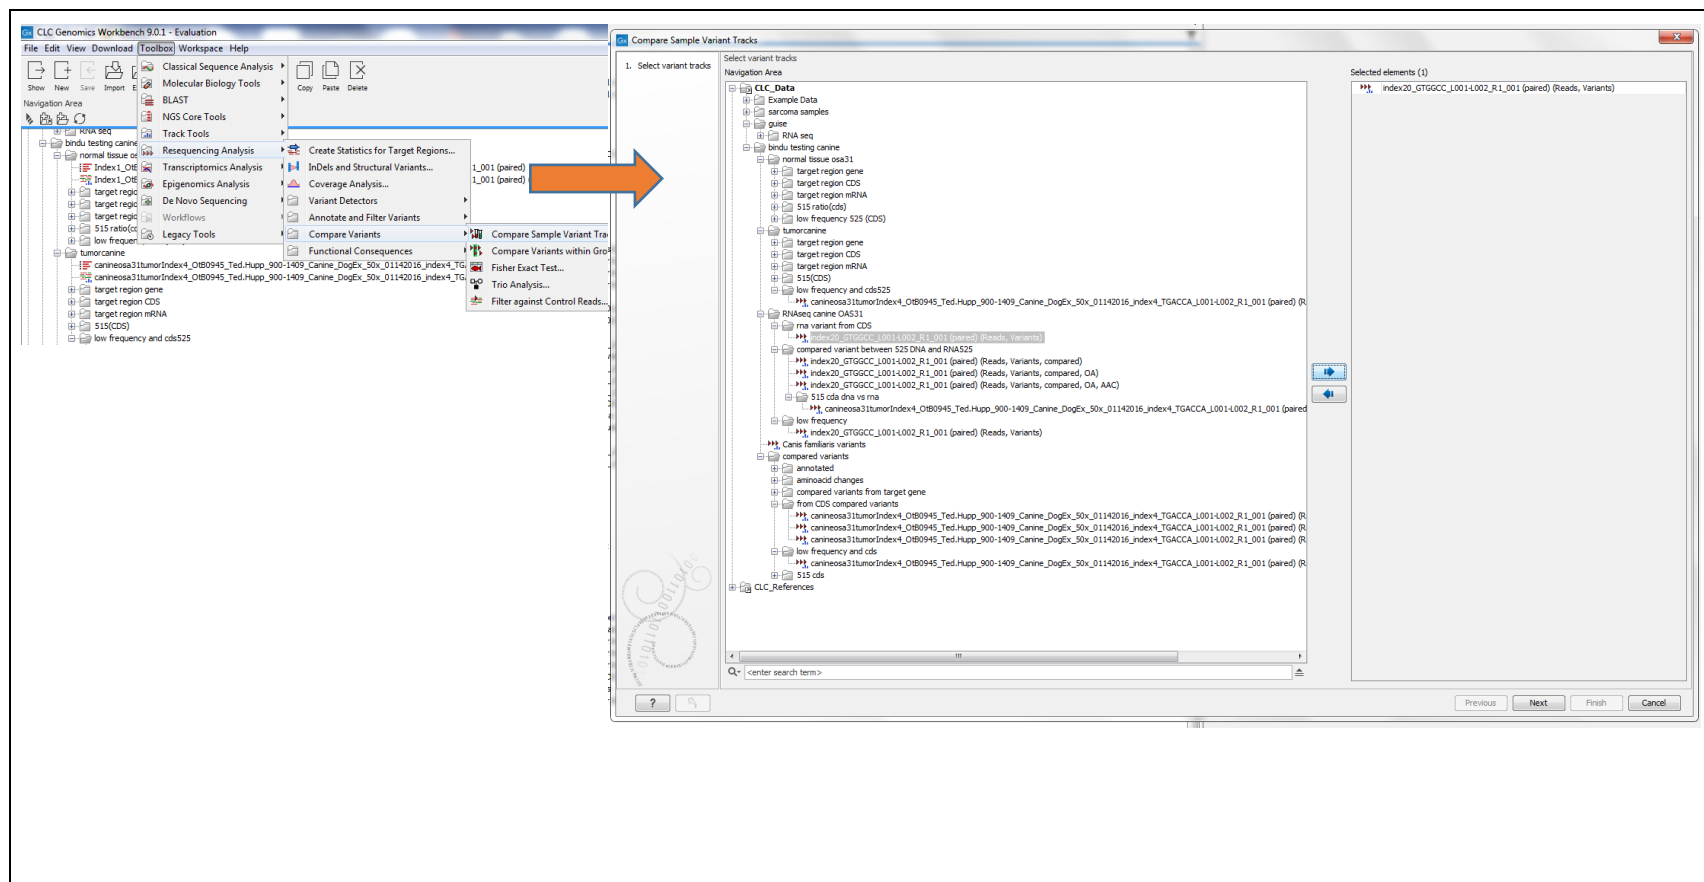 CLC Genomics Workbench 9.0.1 - Evaluation
File Edit View Download Toolbox Workspace Help
Show New Save Import
Copy Paste Delete
Navigation Area
Classical Sequence Analysis
Molecular Biology Tools
BLAST
NGS Core Tools
Track Tools
Resequencing Analysis
Transcriptomics Analysis
Epigenomics Analysis
De Novo Sequencing
Workflows
Legacy Tools
Create Statistics for Target Regions...
InDels and Structural Variants...
Coverage Analysis...
Variant Detectors
Annotate and Filter Variants
Compare Variants
Functional Consequences
Compare Sample Variant Tra
Compare Variants within Gro
Fisher Exact Test...
Trio Analysis...
Filter against Control Reads...
RNA seq
bindu testing canine
normal tissue os
Index1_OtB
Index1_OtB
1_001 (paired)
1_001 (paired)
target regio
target regio
target regio
515 ratio(cd
low frequen
tumorcanine
canineosa31tumorIndex4_OtB0945_Ted.Hupp_900-1409_Canine_DogEx_50x_01142016_index4_TGA
canineosa31tumorIndex4_OtB0945_Ted.Hupp_900-1409_Canine_DogEx_50x_01142016_index4_TG
target region gene
target region CDS
target region mRNA
515(CDS)
low frequency and cds525
Compare Sample Variant Tracks
1. Select variant tracks
Select variant tracks
Navigation Area
CLC_Data
Example Data
sarcoma samples
guise
RNA seq
bindu testing canine
normal tissue osa31
target region gene
target region CDS
target region mRNA
515 ratio(cds)
low frequency 525 (CDS)
tumorcanine
target region gene
target region CDS
target region mRNA
515(CDS)
low frequency and cds525
canineosa31tumorIndex4_OtB0945_Ted.Hupp_900-1409_Canine_DogEx_50x_01142016_index4_TGACCA_L001-L002_R1_001 (paired) (R
RNAseq canine OAS31
rna variant from CDS
index20_GTGGCC_L001-L002_R1_001 (paired) (Reads, Variants)
compared variant between 525 DNA and RNA525
index20_GTGGCC_L001-L002_R1_001 (paired) (Reads, Variants, compared)
index20_GTGGCC_L001-L002_R1_001 (paired) (Reads, Variants, compared, OA)
index20_GTGGCC_L001-L002_R1_001 (paired) (Reads, Variants, compared, OA, AAC)
515 cda dna vs rna
canineosa31tumorIndex4_OtB0945_Ted.Hupp_900-1409_Canine_DogEx_50x_01142016_index4_TGACCA_L001-L002_R1_001 (paired
low frequency
index20_GTGGCC_L001-L002_R1_001 (paired) (Reads, Variants)
Canis familiaris variants
compared variants
annotated
aminoacid changes
compared variants from target gene
from CDS compared variants
canineosa31tumorIndex4_OtB0945_Ted.Hupp_900-1409_Canine_DogEx_50x_01142016_index4_TGACCA_L001-L002_R1_001 (paired) (R
canineosa31tumorIndex4_OtB0945_Ted.Hupp_900-1409_Canine_DogEx_50x_01142016_index4_TGACCA_L001-L002_R1_001 (paired) (R
canineosa31tumorIndex4_OtB0945_Ted.Hupp_900-1409_Canine_DogEx_50x_01142016_index4_TGACCA_L001-L002_R1_001 (paired) (R
low frequency and cds
canineosa31tumorIndex4_OtB0945_Ted.Hupp_900-1409_Canine_DogEx_50x_01142016_index4_TGACCA_L001-L002_R1_001 (paired) (R
515 cds
CLC_References
<enter search term>
Selected elements (1)
index20_GTGGCC_L001-L002_R1_001 (paired) (Reads, Variants)
?
Previous Next Finish Cancel